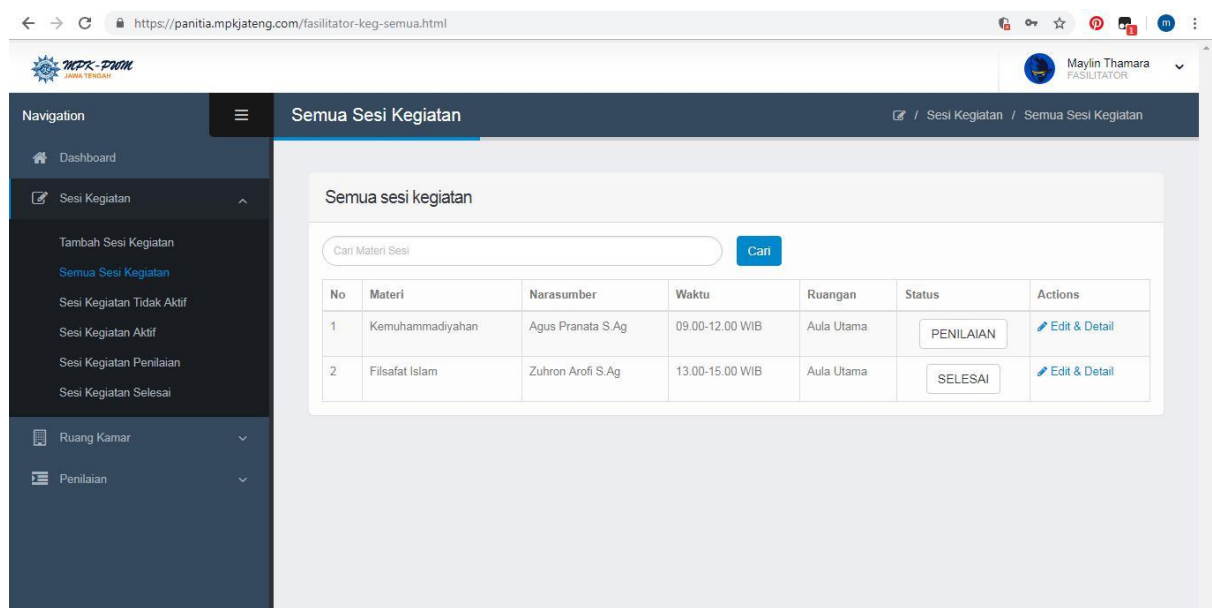 https://panitia.mpkjateng.com/fasilitator-keg-semua.html
1
m
MPK-PWM
JAWA TENGAH
Maylin Thamara
FASILITATOR
Navigation
Semua Sesi Kegiatan
/ Sesi Kegiatan / Semua Sesi Kegiatan
Dashboard
Sesi Kegiatan
Tambah Sesi Kegiatan
Semua Sesi Kegiatan
Sesi Kegiatan Tidak Aktif
Sesi Kegiatan Aktif
Sesi Kegiatan Penilaian
Sesi Kegiatan Selesai
Ruang Kamar
Penilaian
Semua sesi kegiatan
Cari Materi Sesi
Cari
No Materi Narasumber Waktu Ruangan Status Actions
1 Kemuhammadiyahan Agus Pranata S.Ag 09.00-12.00 WIB Aula Utama PENILAIAN Edit & Detail
2 Filsafat Islam Zuhron Arofi S.Ag 13.00-15.00 WIB Aula Utama SELESAI Edit & Detail